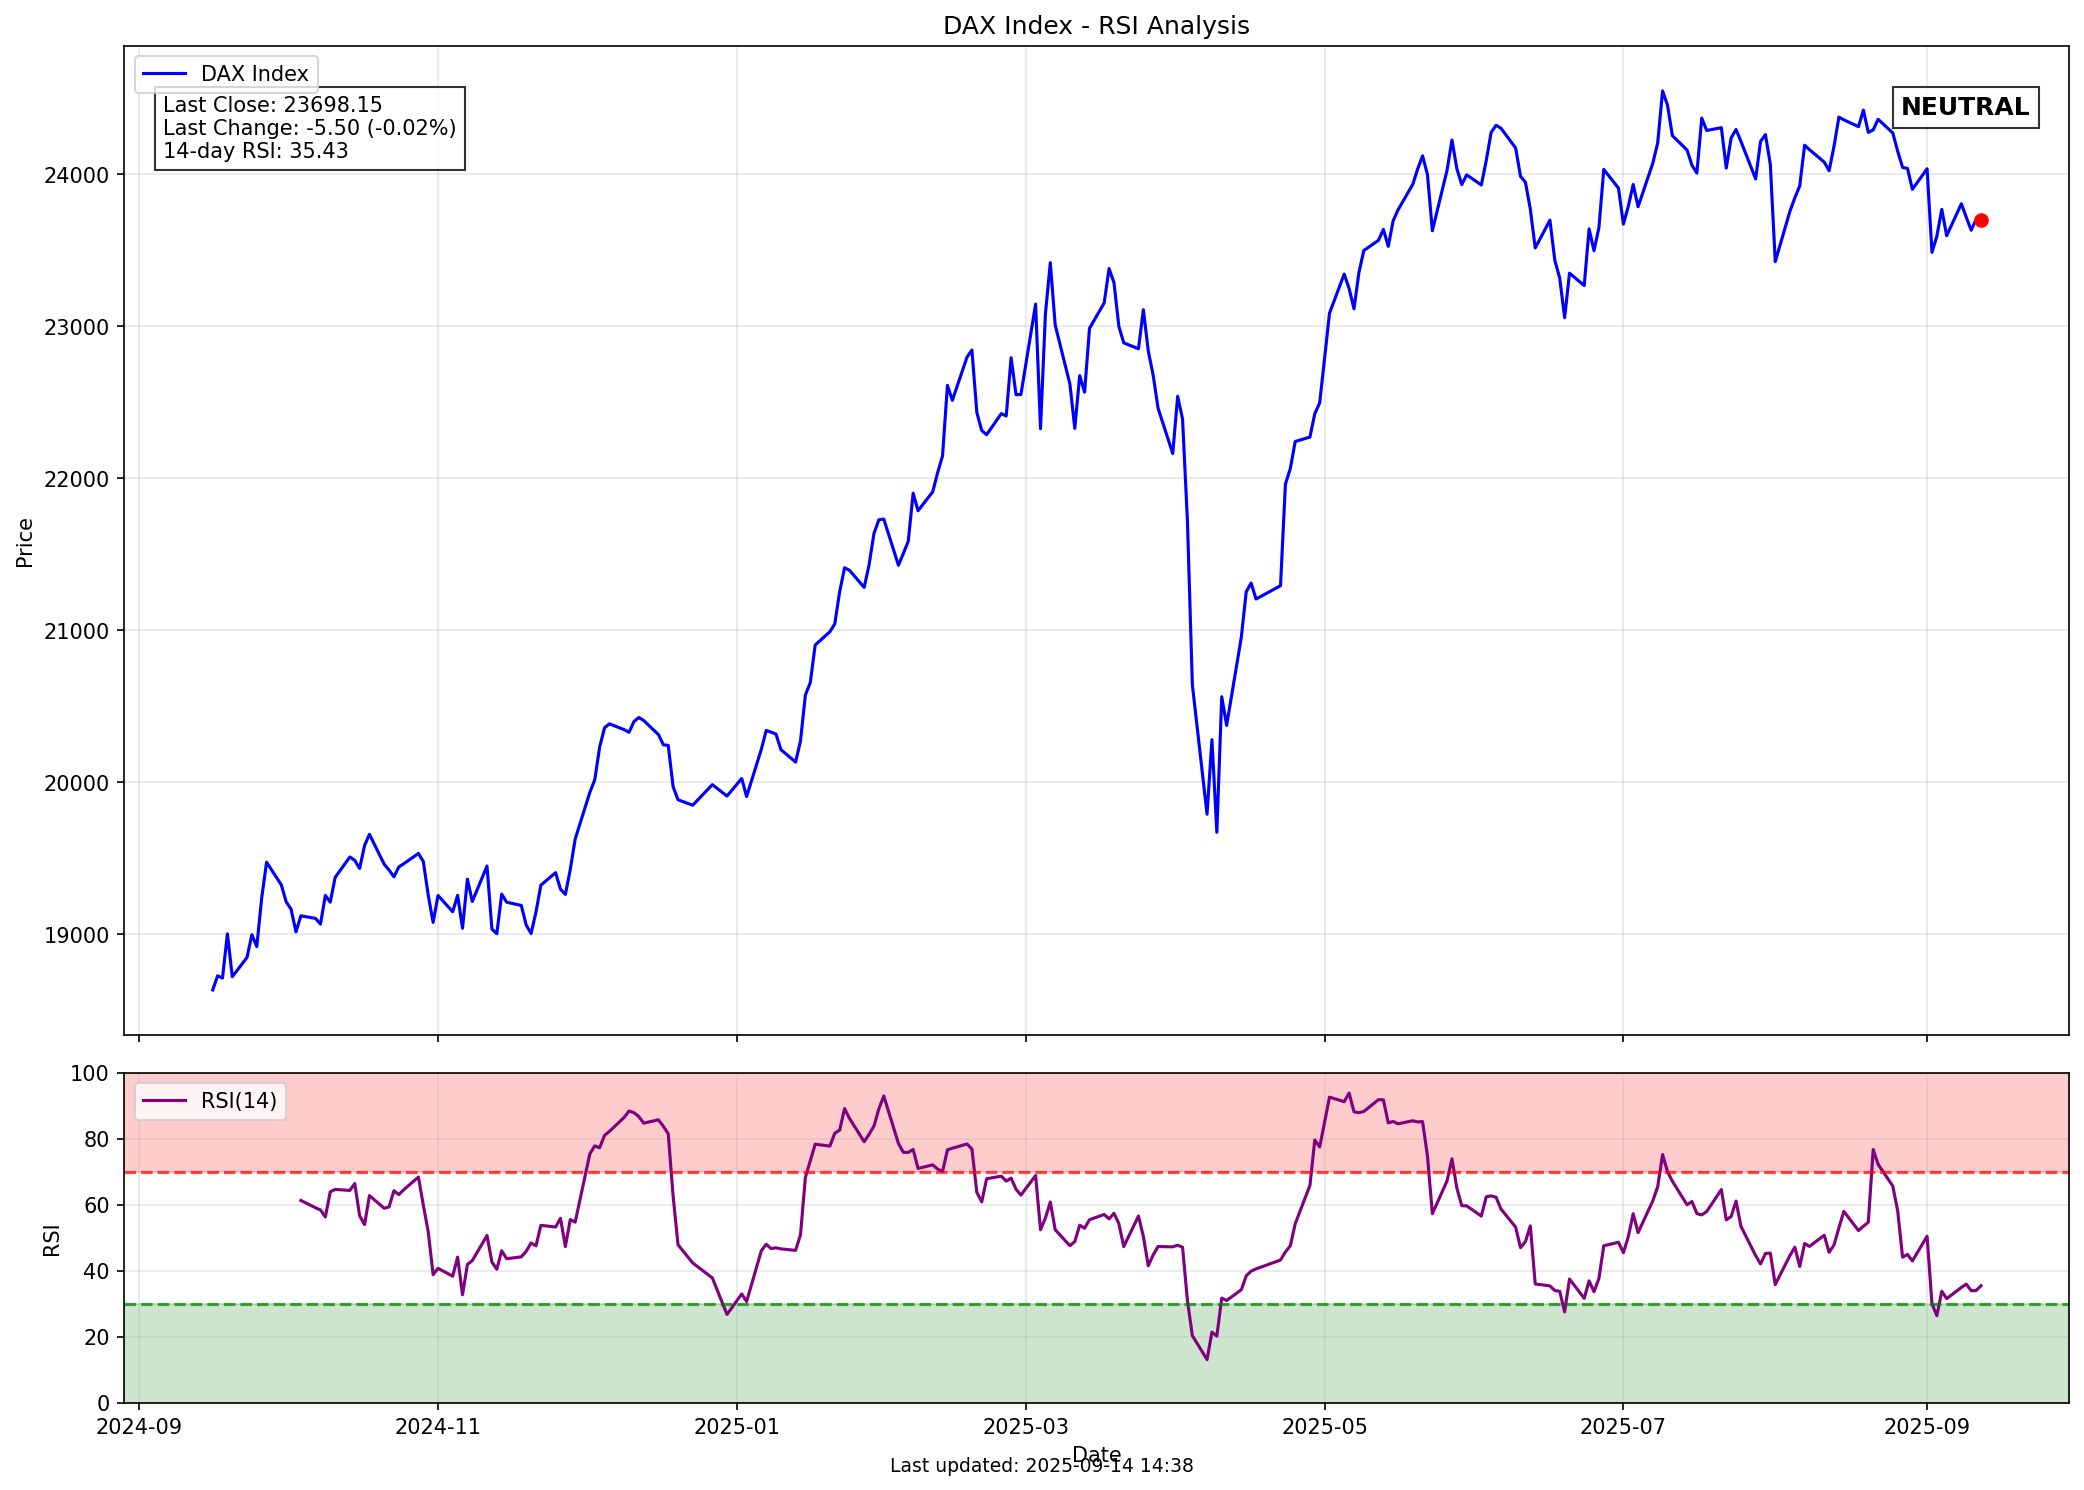 DAX Index - RSI Analysis
DAX Index
Last Close: 23698.15
Last Change: -5.50 (-0.02%)
14-day RSI: 35.43
NEUTRAL
Price
24000
23000
22000
21000
20000
19000
RSI(14)
RSI
100
80
60
40
20
0
2024-09
2024-11
2025-01
2025-03
2025-05
2025-07
2025-09
Date
Last updated: 2025-09-14 14:38